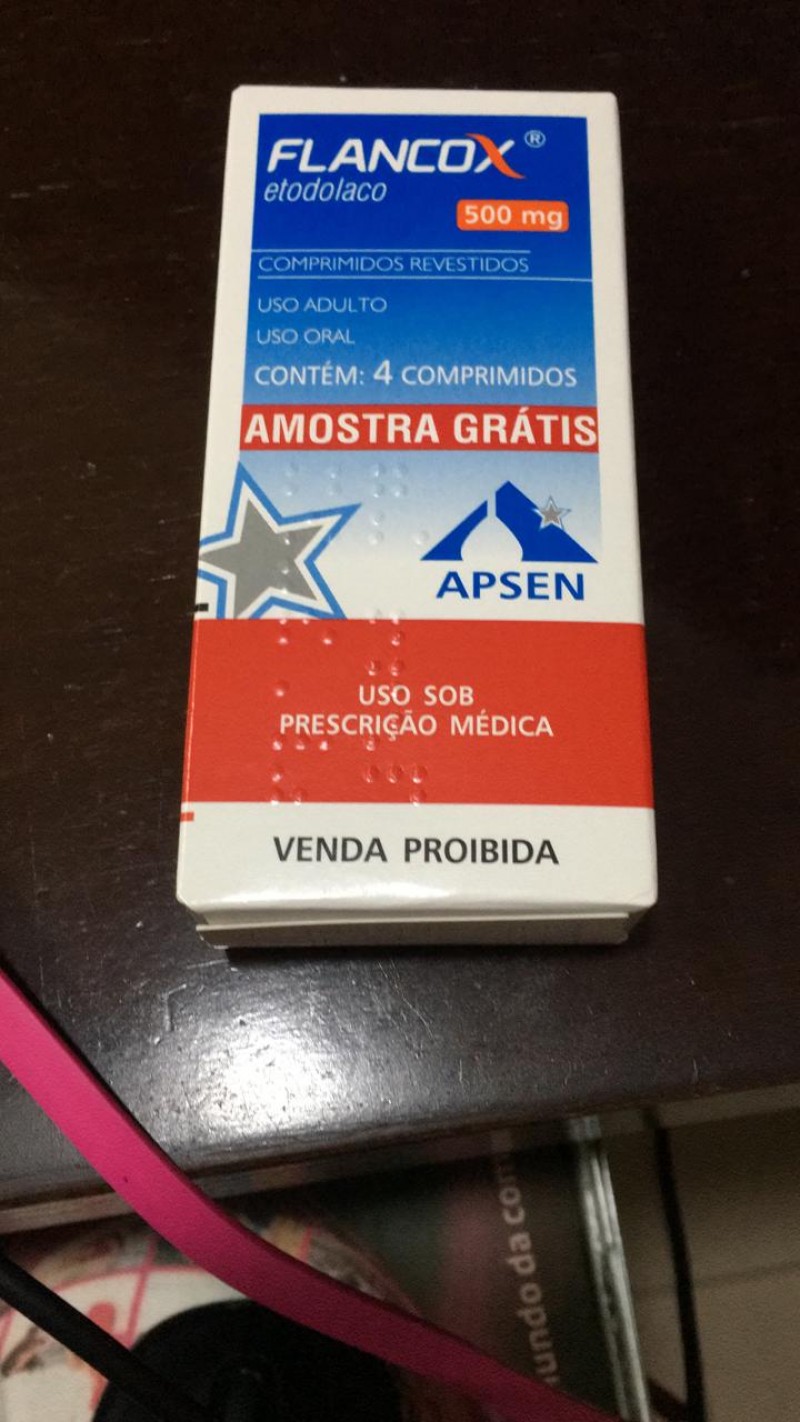 FLANCOX®
etodolaco
500 mg
COMPRIMIDOS REVESTIDOS
USO ADULTO
USO ORAL
CONTÉM: 4 COMPRIMIDOS
AMOSTRA GRÁTIS
APSEN
USO SOB
PRESCRIÇÃO MÉDICA
VENDA PROIBIDA
da